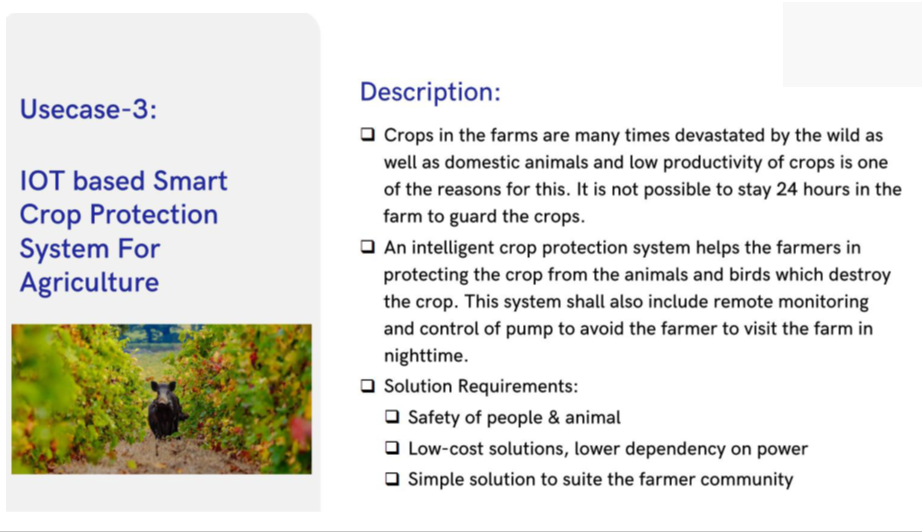 Usecase-3:
IOT based Smart
Crop Protection
System For
Agriculture
Description:
Crops in the farms are many times devastated by the wild as
well as domestic animals and low productivity of crops is one
of the reasons for this. It is not possible to stay 24 hours in the
farm to guard the crops.
An intelligent crop protection system helps the farmers in
protecting the crop from the animals and birds which destroy
the crop. This system shall also include remote monitoring
and control of pump to avoid the farmer to visit the farm in
nighttime.
Solution Requirements:
Safety of people & animal
Low-cost solutions, lower dependency on power
Simple solution to suite the farmer community